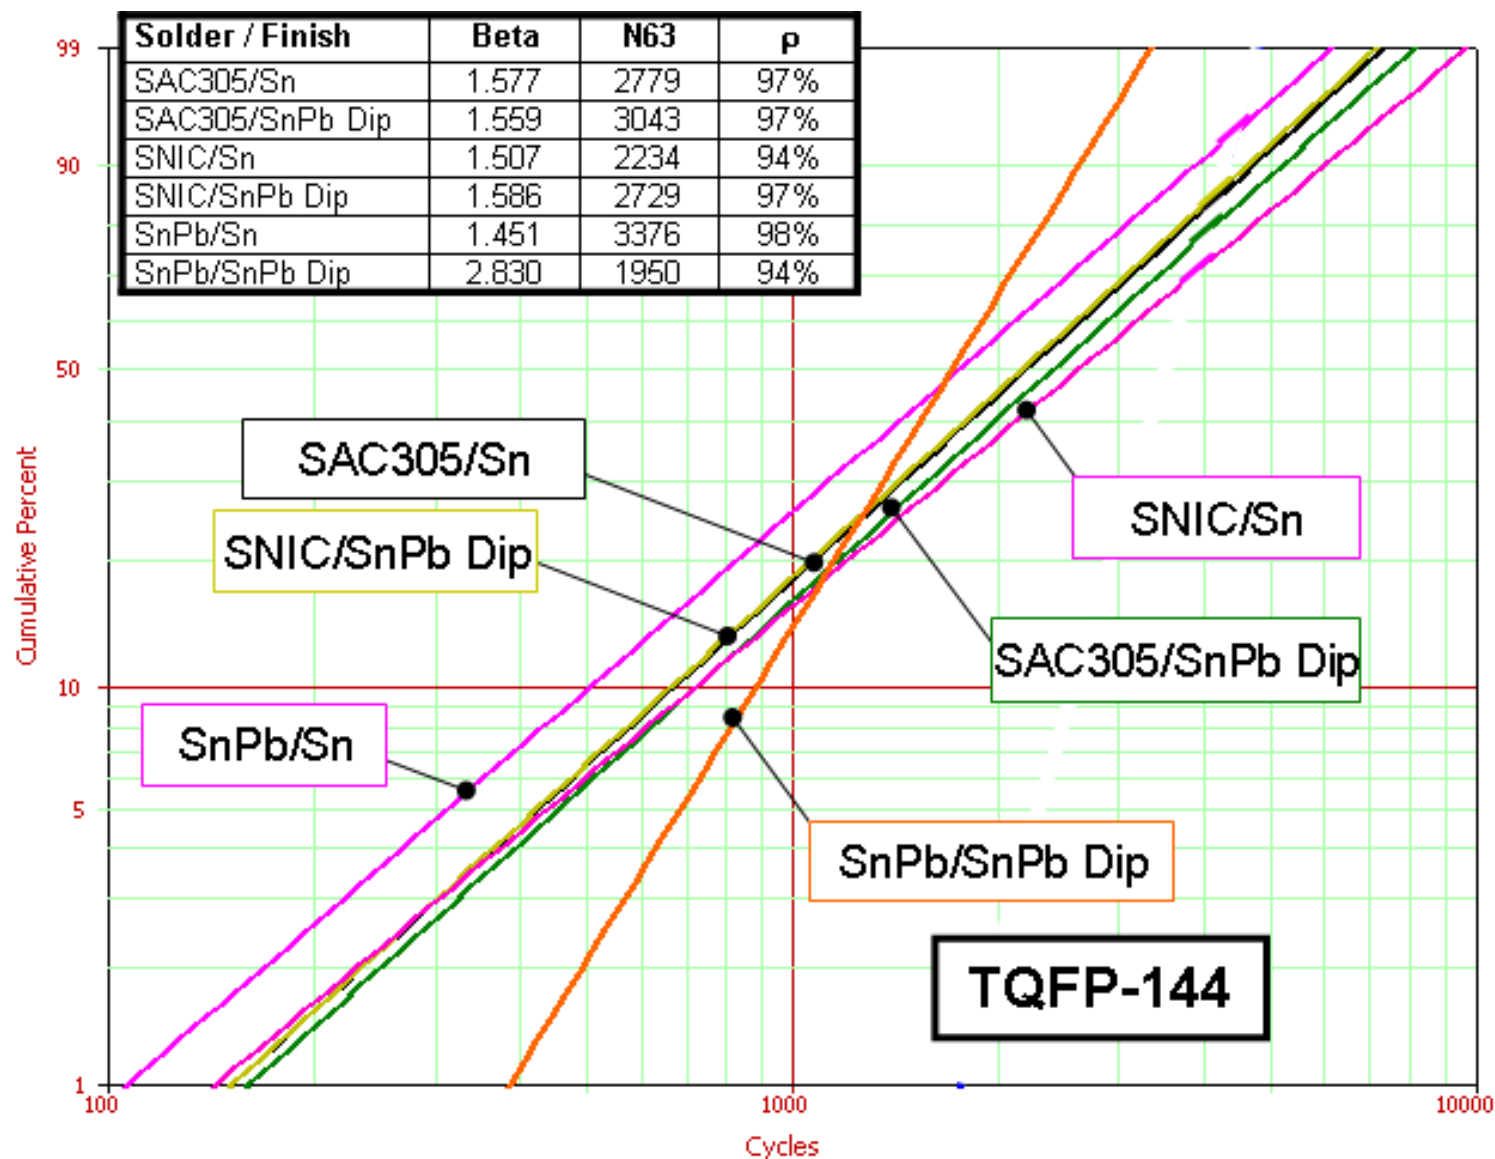 Solder / Finish Beta N63 ρ
SAC305/Sn 1.577 2779 97%
SAC305/SnPb Dip 1.559 3043 97%
SNIC/Sn 1.507 2234 94%
SNIC/SnPb Dip 1.586 2729 97%
SnPb/Sn 1.451 3376 98%
SnPb/SnPb Dip 2.830 1950 94%
99
90
50
10
5
1
Cumulative Percent
SAC305/Sn
SNIC/SnPb Dip
SNIC/Sn
SAC305/SnPb Dip
SnPb/Sn
SnPb/SnPb Dip
TQFP-144
100 1000 10000
Cycles